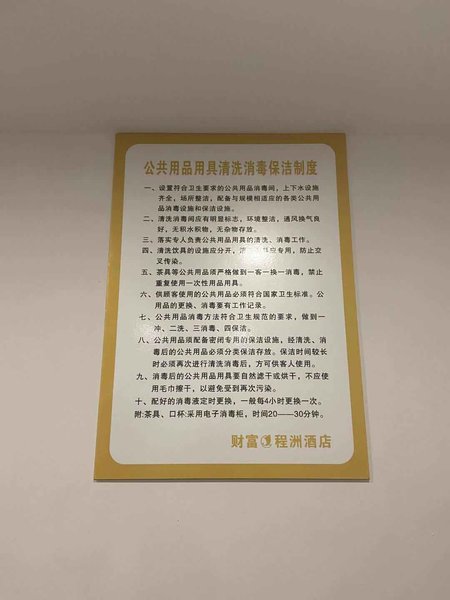 公共用品用具清洗消毒保洁制度
一、设置符合卫生要求的公共用品消毒间，上下水设施
齐全，场所整洁，配备与规模相适应的各类公共用
品消毒设施和保洁设施。
二、清洗消毒间应有明显标志，环境整洁，通风换气良
好，无积水积物，无杂物存放。
三、落实专人负责公共用品用具的清洗、消毒工作。
四、清洗饮具的设施应分开，清洁工具应专用，防止交
叉传染。
五、茶具等公共用品须严格做到一客一换一消毒，禁止
重复使用一次性用品用具。
六、供顾客使用的公共用品必须符合国家卫生标准。公
品的更换、消毒要有工作记录。
七、公共用品消毒方法符合卫生规范的要求，做到一
冲、二洗、三消毒、四保洁。
八、公共用品须配备密闭专用的保洁设施，经清洗、消
毒后的公共用品必须分类保洁存放。保洁时间较长
时必须再次进行清洗消毒后，方可供客人使用。
九、消毒后的公共用品用具要自然滤干或烘干，不应使
用毛巾擦干，以避免受到再次污染。
十、配好的消毒液定时更换，一般每4小时更换一次。
附:茶具、口杯:采用电子消毒柜，时间20——30分钟。
财富程洲酒店